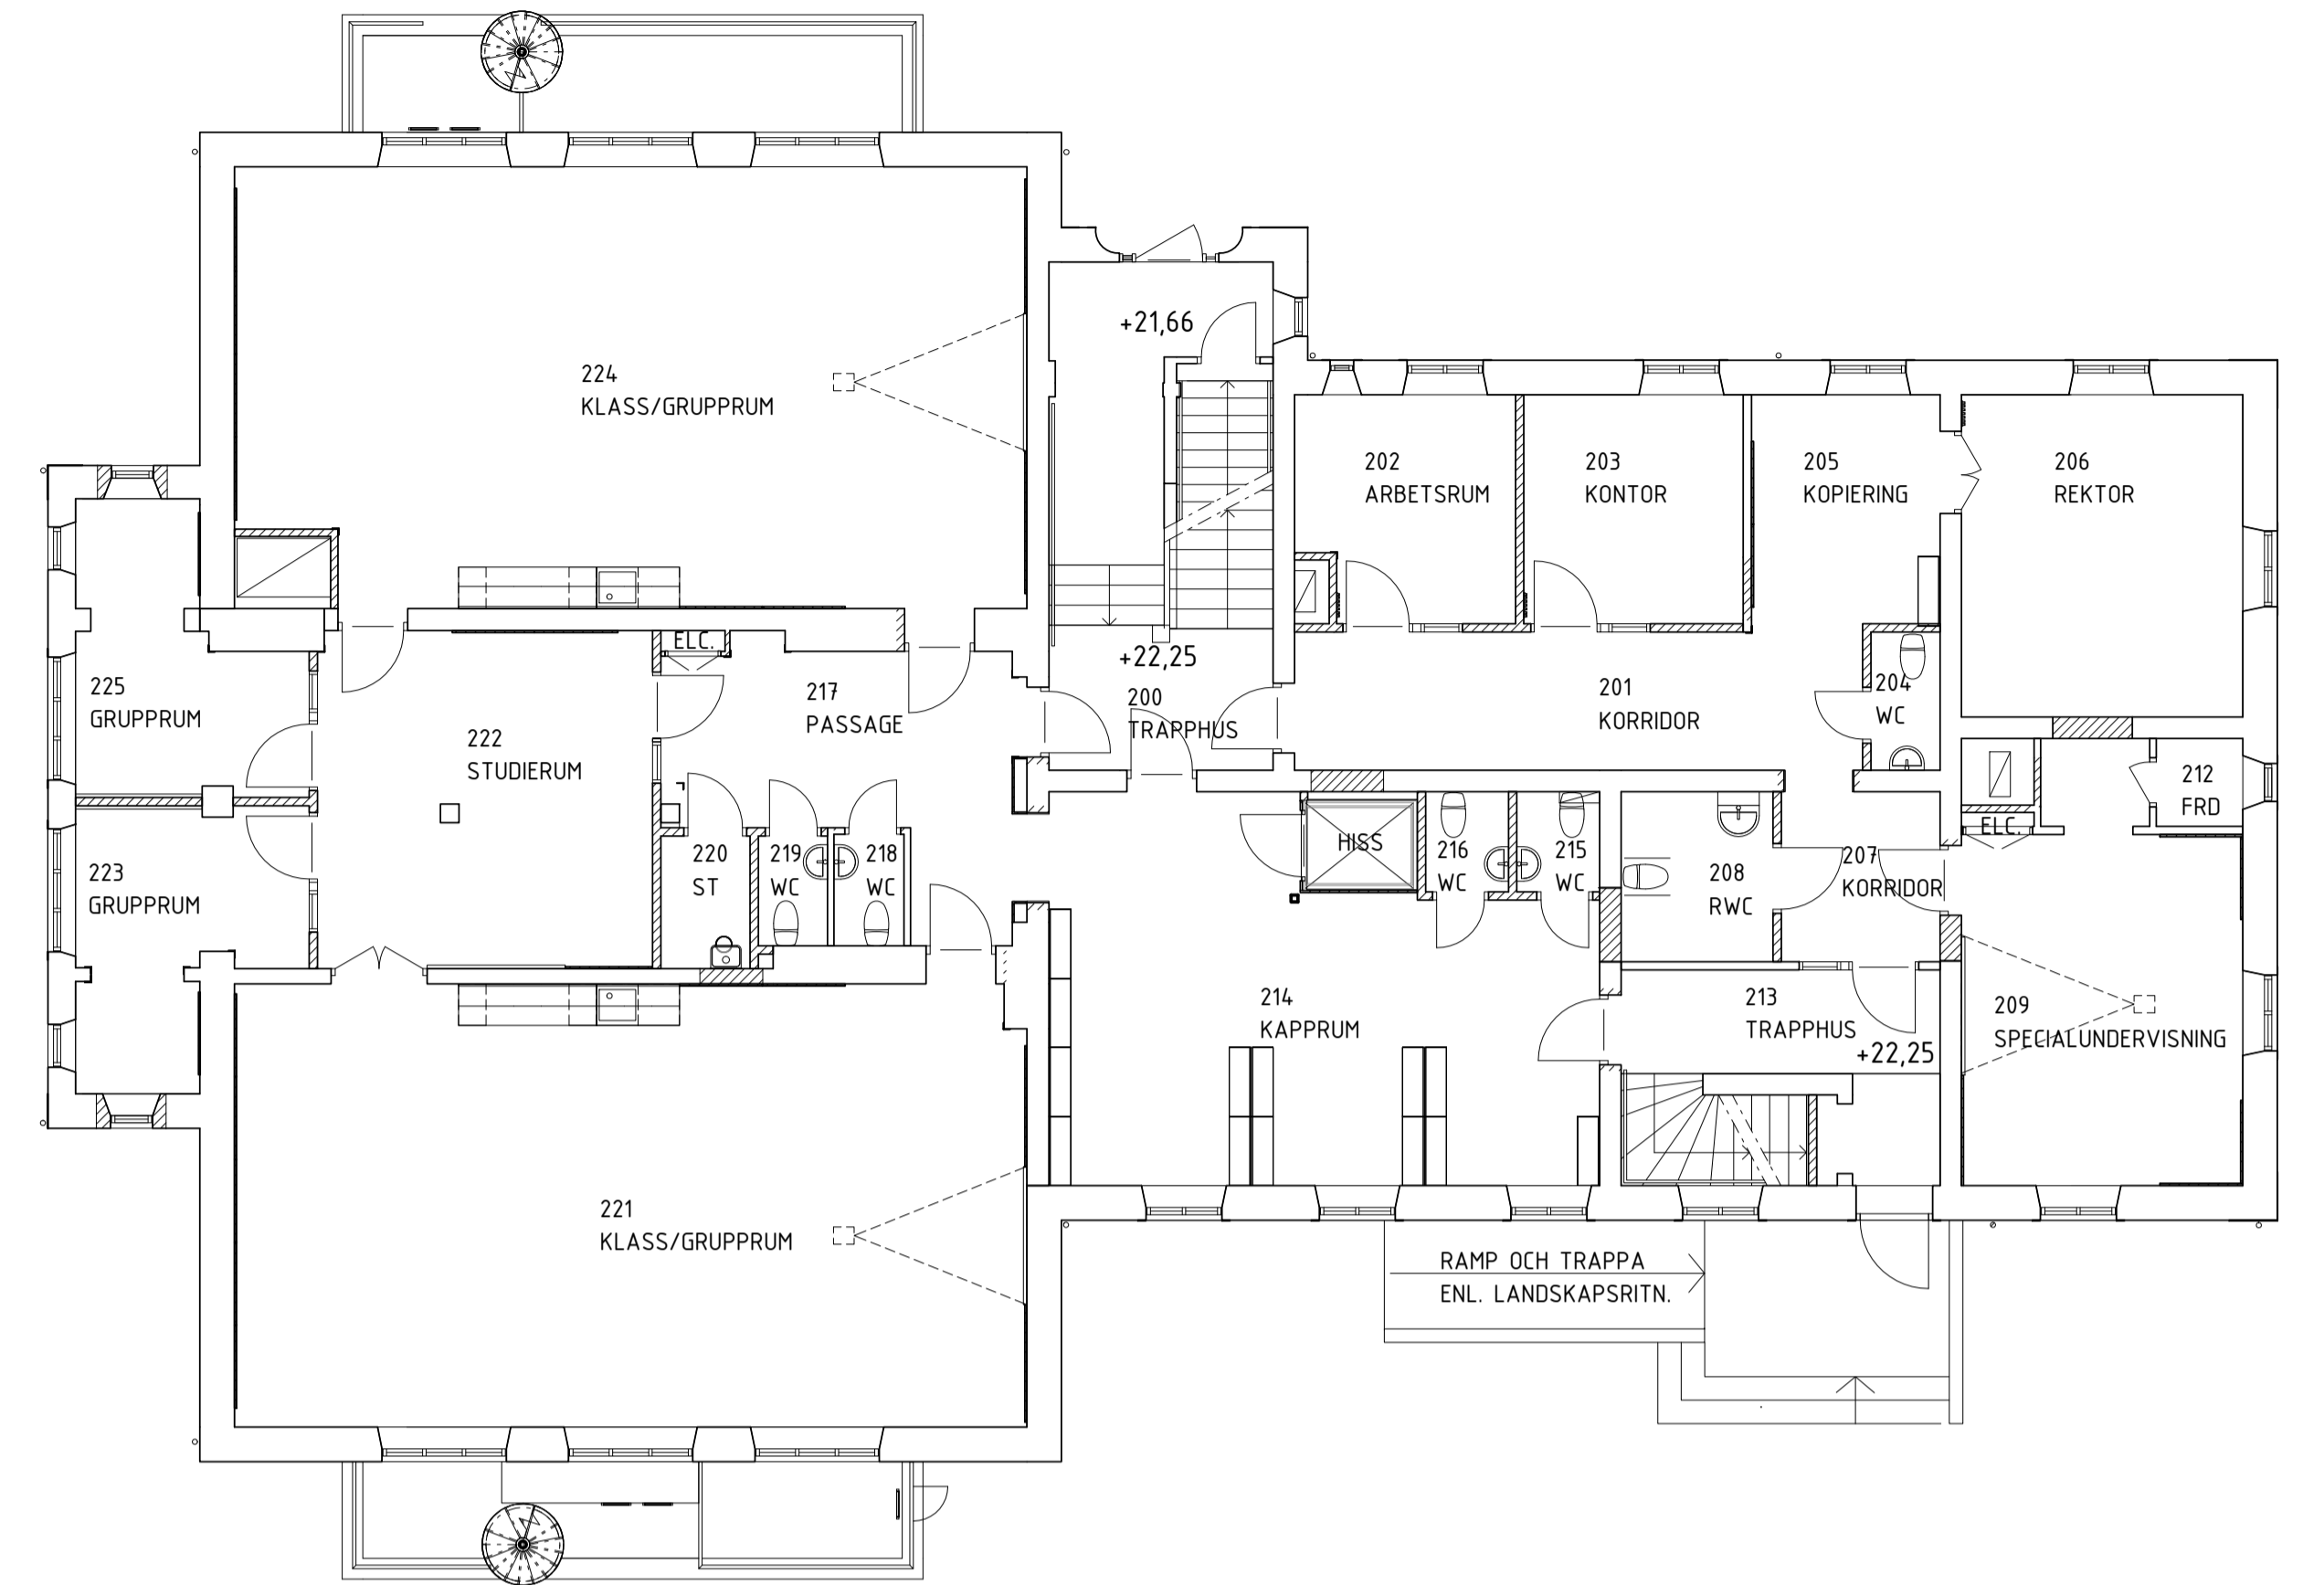 +21,66
224
KLASS/GRUPPRUM
202
ARBETSRUM
203
KONTOR
205
KOPIERING
206
REKTOR
ELC.
+22,25
225
GRUPPRUM
217
PASSAGE
200
TRAPPHUS
201
KORRIDOR
204
WC
222
STUDIERUM
212
FRD
ELC.
223
GRUPPRUM
220
ST
219
WC
218
WC
HISS
216
WC
215
WC
208
RWC
207
KORRIDOR
214
KAPPRUM
213
TRAPPHUS
+22,25
209
SPECIALUNDERVISNING
221
KLASS/GRUPPRUM
RAMP OCH TRAPPA
ENL. LANDSKAPSRITN.